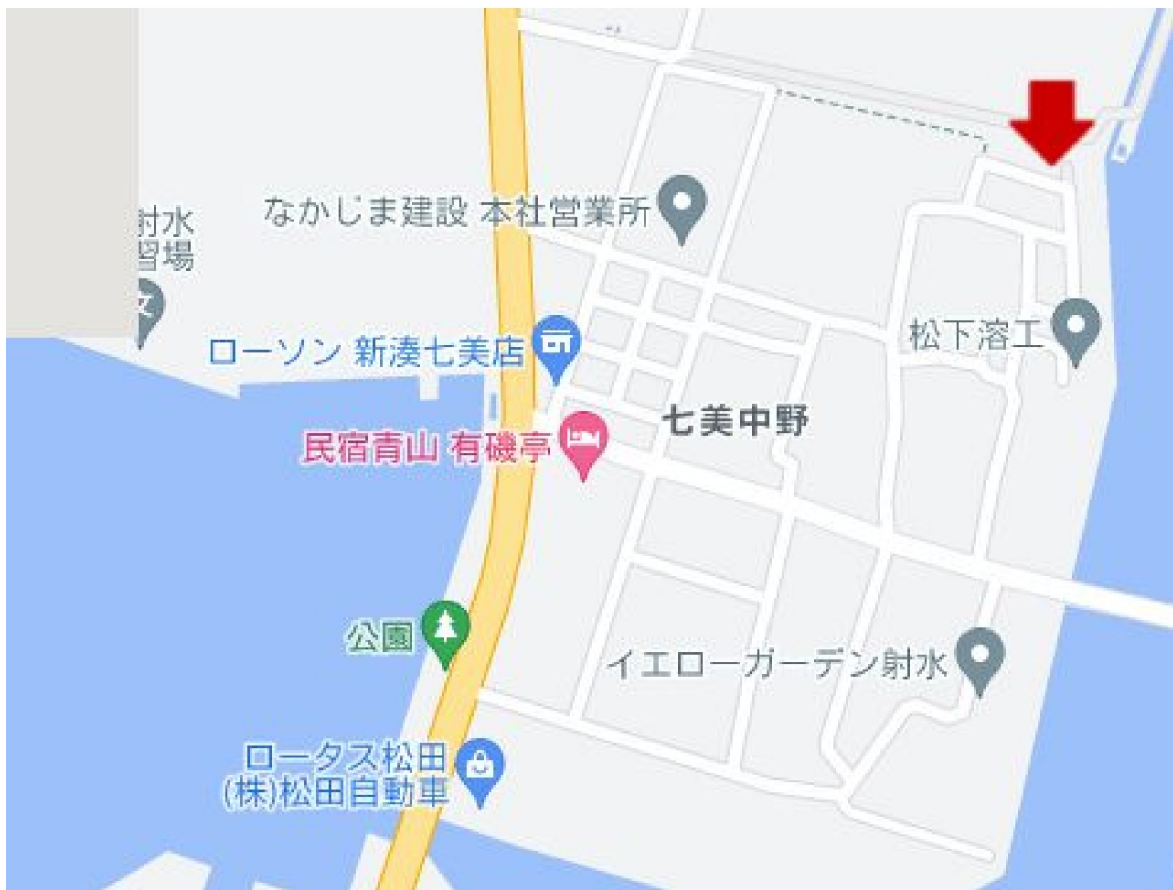 なかじま建設 本社営業所
射水
習場
文
松下溶工
ローソン 新湊七美店
七美中野
民宿青山 有磯亭
公園
イエローガーデン射水
ロータス松田
(株)松田自動車